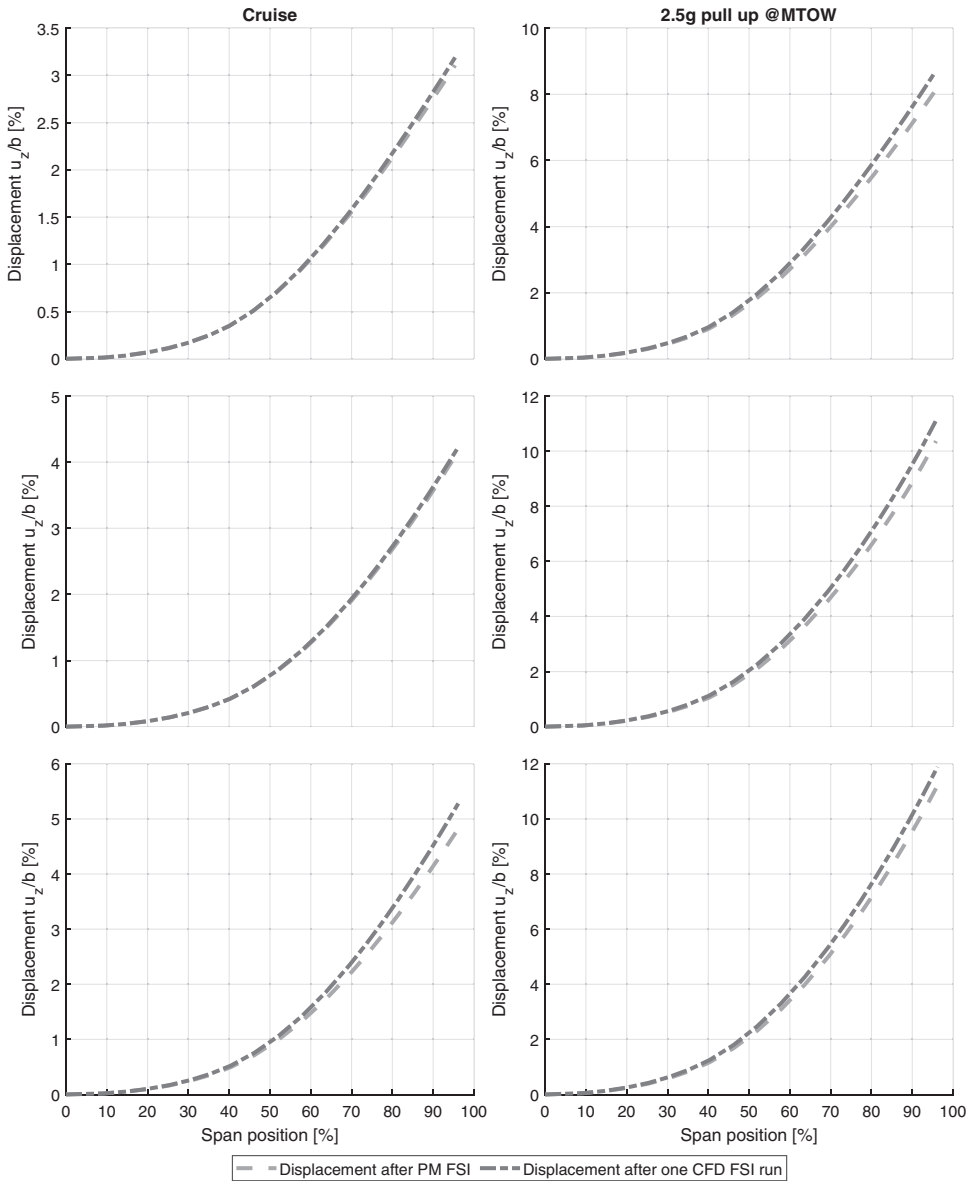 Cruise
2.5g pull up @MTOW
3.5
3
2.5
2
1.5
1
0.5
0
Displacement u_z/b [%]
10
8
6
4
2
0
Displacement u_z/b [%]
5
4
3
2
1
0
Displacement u_z/b [%]
12
10
8
6
4
2
0
Displacement u_z/b [%]
6
5
4
3
2
1
0
Displacement u_z/b [%]
0 10 20 30 40 50 60 70 80 90 100
Span position [%]
12
10
8
6
4
2
0
Displacement u_z/b [%]
0 10 20 30 40 50 60 70 80 90 100
Span position [%]
Displacement after PM FSI
Displacement after one CFD FSI run